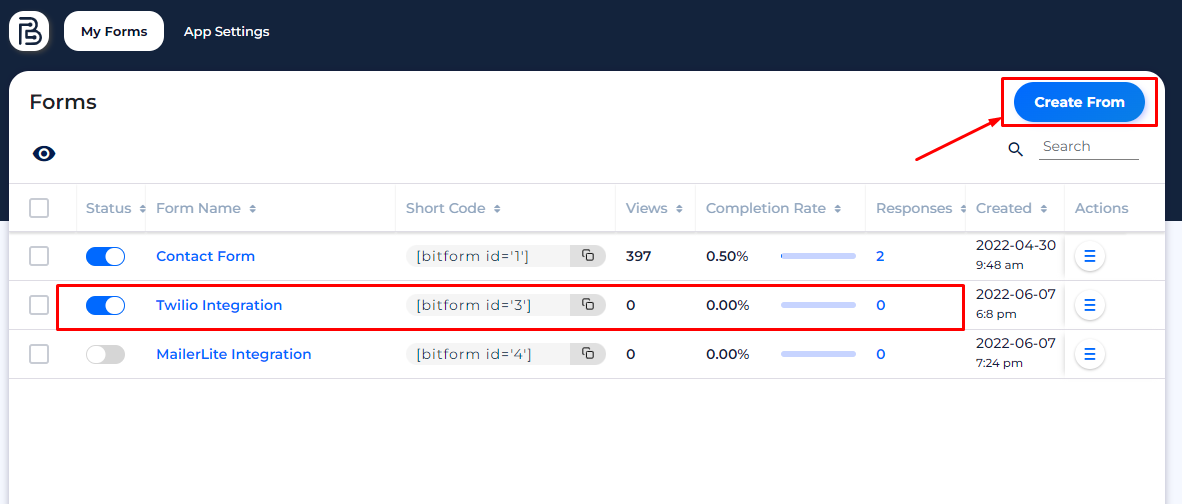 My Forms App Settings
Forms
Create From
Search
Status Form Name Short Code Views Completion Rate Responses Created Actions
Contact Form [bitform id='1'] 397 0.50% 2 2022-04-30
9:48 am
Twilio Integration [bitform id='3'] 0 0.00% 0 2022-06-07
6:8 pm
MailerLite Integration [bitform id='4'] 0 0.00% 0 2022-06-07
7:24 pm